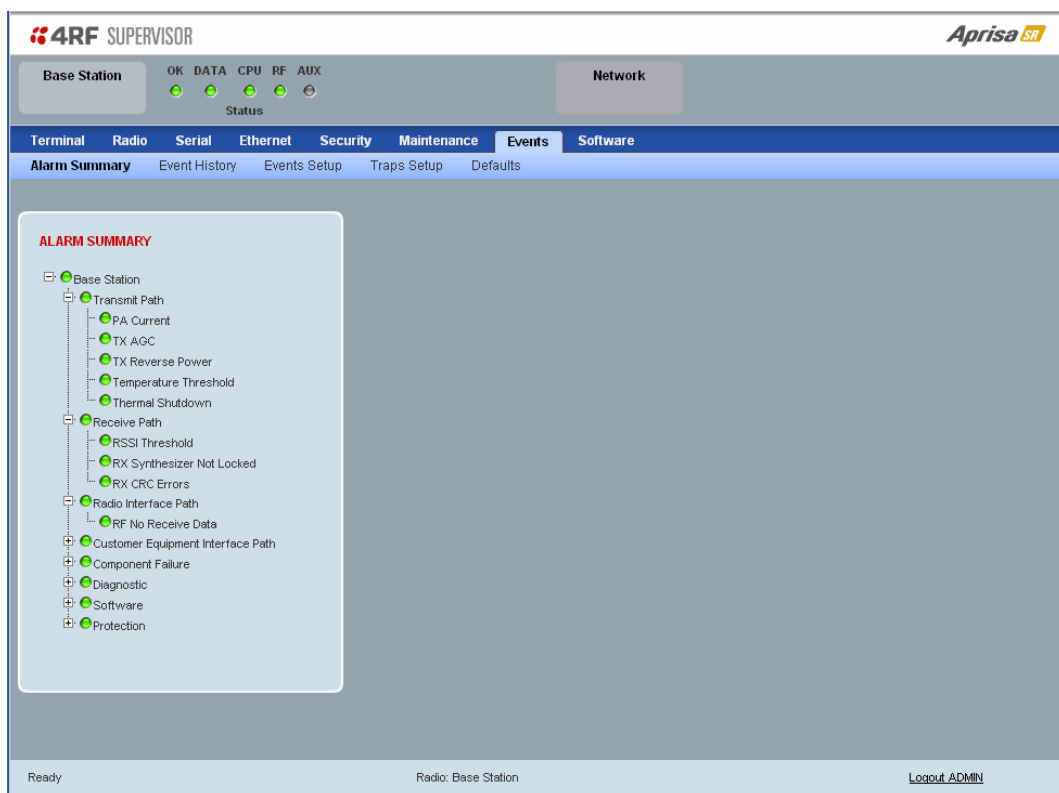 4RF SUPERVISOR
Aprisa SR
Base Station
OK DATA CPU RF AUX
Status
Network
Terminal Radio Serial Ethernet Security Maintenance Events Software
Alarm Summary Event History Events Setup Traps Setup Defaults
ALARM SUMMARY
Base Station
Transmit Path
PA Current
TX AGC
TX Reverse Power
Temperature Threshold
Thermal Shutdown
Receive Path
RSSI Threshold
RX Synthesizer Not Locked
RX CRC Errors
Radio Interface Path
RF No Receive Data
Customer Equipment Interface Path
Component Failure
Diagnostic
Software
Protection
Ready
Radio: Base Station
Logout ADMIN